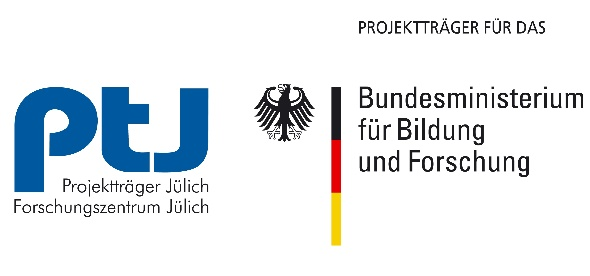 PROJEKTTRÄGER FÜR DAS
ptJ
Projektträger Jülich
Forschungszentrum Jülich
Bundesministerium
für Bildung
und Forschung